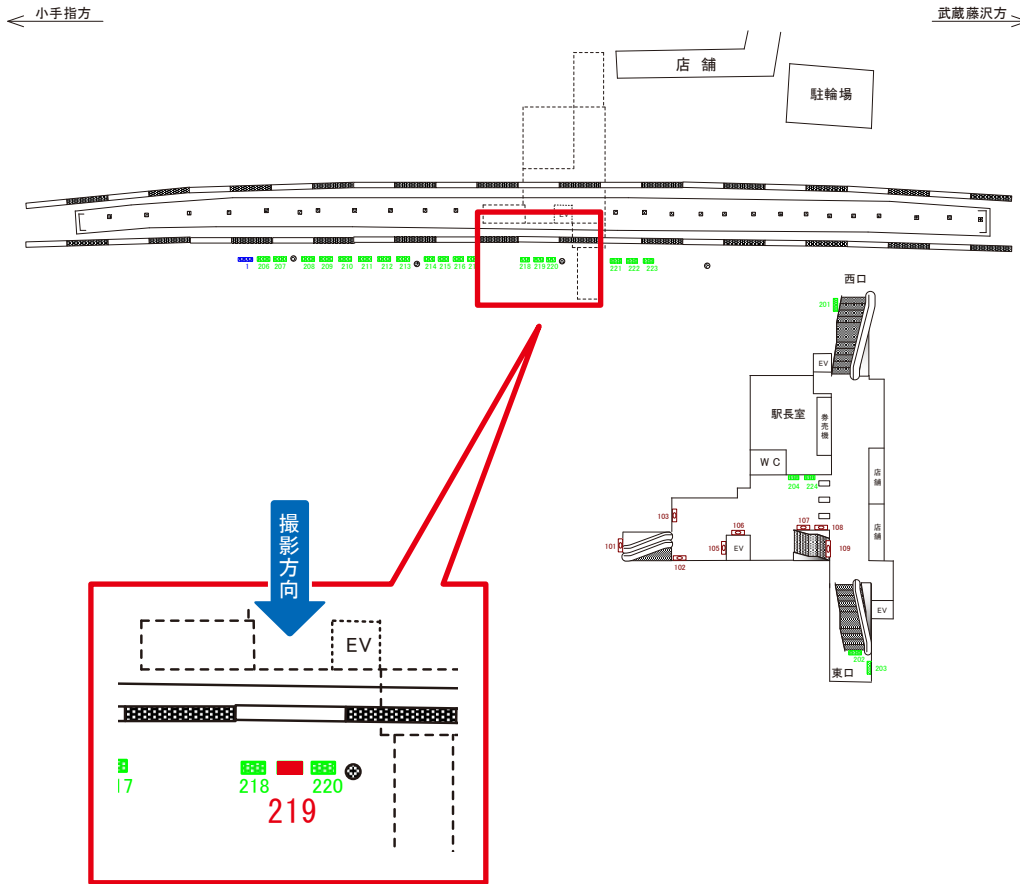 小手指方
武蔵藤沢方
店舗
駐輪場
EV
1
206
207
208
209
210
211
212
213
214
215
216
218
219
220
221
222
223
西口
201
EV
駅長室
券売機
WC
204
224
店舗
103
107
108
106
101
105
EV
109
102
店舗
EV
202
203
東口
撮影方向
EV
17
218
220
219